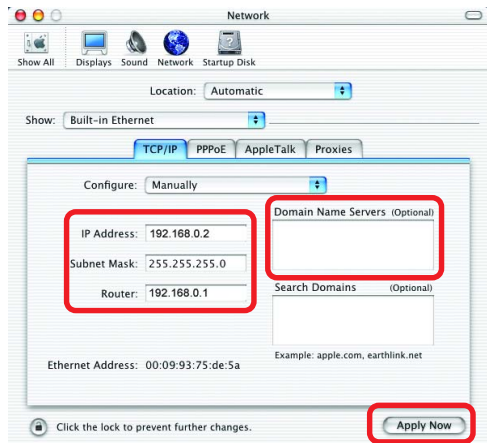 Network
Show All Displays Sound Network Startup Disk
Location: Automatic
Show: Built-in Ethernet
TCP/IP PPPoE AppleTalk Proxies
Configure: Manually
Domain Name Servers (Optional)
IP Address: 192.168.0.2
Subnet Mask: 255.255.255.0
Router: 192.168.0.1
Search Domains (Optional)
Example: apple.com, earthlink.net
Ethernet Address: 00:09:93:75:de:5a
Click the lock to prevent further changes.
Apply Now